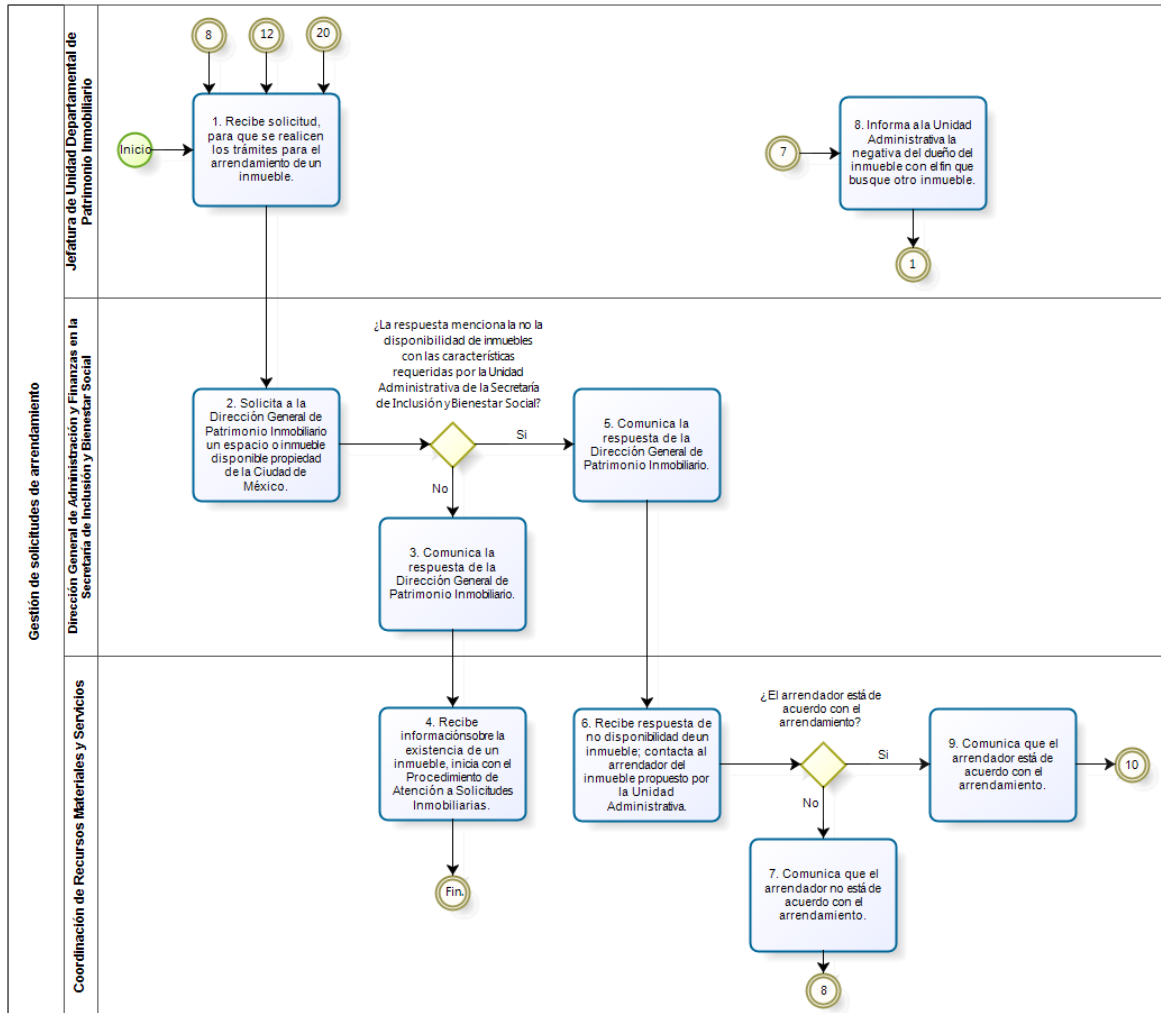 Gestión de solicitudes de arrendamiento
Jefatura de Unidad Departamental de
Patrimonio Inmobiliario
8
12
20
Inicio
1. Recibe solicitud,
para que se realicen
los trámites para el
arrendamiento de un
inmueble.
7
8. Informa a la Unidad
Administrativa la
negativa del dueño del
inmueble con el fin que
busque otro inmueble.
1
Dirección General de Administración y Finanzas en la
Secretaría de Inclusión y Bienestar Social
2. Solicita a la
Dirección General de
Patrimonio Inmobiliario
un espacio o inmueble
disponible propiedad
de la Ciudad de
México.
¿La respuesta menciona la no la
disponibilidad de inmuebles
con las características
requeridas por la Unidad
Administrativa de la Secretaría
de Inclusión y Bienestar Social?
Si
No
5. Comunica la
respuesta de la
Dirección General de
Patrimonio Inmobiliario.
3. Comunica la
respuesta de la
Dirección General de
Patrimonio Inmobiliario.
Coordinación de Recursos Materiales y Servicios
4. Recibe
informaciónsobre la
existencia de un
inmueble, inicia con el
Procedimiento de
Atención a Solicitudes
Inmobiliarias.
Fin.
6. Recibe respuesta de
no disponibilidad de un
inmueble; contacta al
arrendador del
inmueble propuesto por
la Unidad
Administrativa.
¿El arrendador está de
acuerdo con el
arrendamiento?
Si
No
9. Comunica que el
arrendador está de
acuerdo con el
arrendamiento.
10
7. Comunica que el
arrendador no está de
acuerdo con el
arrendamiento.
8